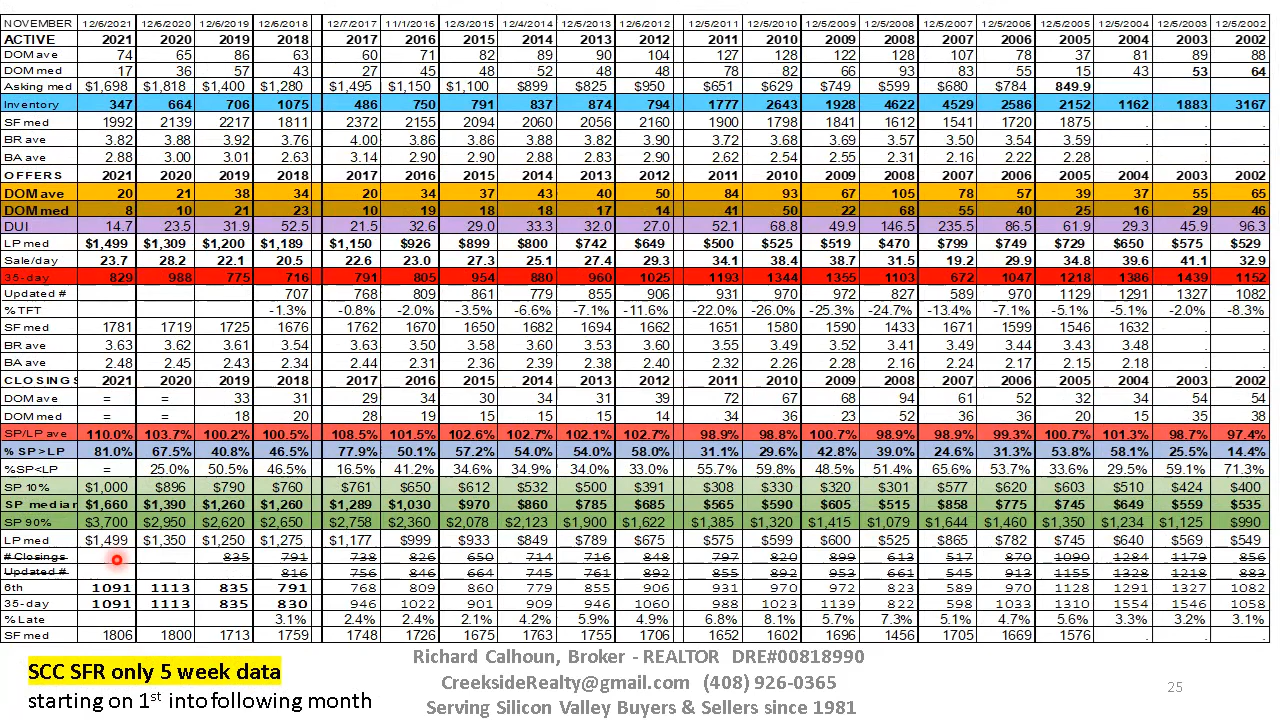 NOVEMBER 12/6/2021 12/6/2020 12/6/2019 12/6/2018 12/7/2017 11/1/2016 12/3/2015 12/4/2014 12/5/2013 12/6/2012 12/5/2011 12/5/2010 12/5/2009 12/5/2008 12/5/2007 12/5/2006 12/5/2005 12/5/2004 12/5/2003 12/5/2002
ACTIVE 2021 2020 2019 2018 2017 2016 2015 2014 2013 2012 2011 2010 2009 2008 2007 2006 2005 2004 2003 2002
DOM ave 74 65 86 63 60 71 82 89 90 104 127 128 122 128 107 78 37 81 89 88
DOM med 17 36 57 43 27 45 48 52 48 48 78 82 66 93 83 55 15 43 53 64
Asking med $1,698 $1,818 $1,400 $1,280 $1,495 $1,150 $1,100 $899 $825 $950 $651 $629 $749 $599 $680 $784 849.9
Inventory 347 664 706 1075 486 750 791 837 874 794 1777 2643 1928 4622 4529 2586 2152 1162 1883 3167
SF med 1992 2139 2217 1811 2372 2155 2094 2060 2056 2160 1900 1798 1841 1612 1541 1720 1875 . . .
BR ave 3.82 3.88 3.92 3.76 4.00 3.86 3.86 3.88 3.83 3.90 3.72 3.68 3.69 3.57 3.50 3.54 3.59 . . .
BA ave 2.88 3.00 3.01 2.63 3.14 2.90 2.90 2.88 2.83 2.90 2.62 2.54 2.55 2.31 2.16 2.22 2.28 . . .
OFFERS 2021 2020 2019 2018 2017 2016 2015 2014 2013 2012 2011 2010 2009 2008 2007 2006 2005 2004 2003 2002
DOM ave 20 21 38 34 20 34 37 43 40 50 84 93 67 105 78 57 39 37 55 65
DOM med 8 10 21 23 10 19 18 18 17 14 41 50 22 68 55 40 25 16 29 46
DUI 14.7 23.5 31.9 52.5 21.5 32.6 29.0 33.3 32.0 27.0 52.1 68.8 49.9 146.5 235.5 86.5 61.9 29.3 45.9 96.3
LP med $1,499 $1,309 $1,200 $1,189 $1,150 $926 $899 $800 $742 $649 $500 $525 $519 $470 $799 $749 $729 $650 $575 $529
Sale/day 23.7 28.2 22.1 20.5 22.6 23.0 27.3 25.1 27.4 29.3 34.1 38.4 38.7 31.5 19.2 29.9 34.8 39.6 41.1 32.9
35-day 829 988 775 716 791 805 954 880 960 1025 1193 1344 1355 1103 672 1047 1218 1386 1439 1152
Updated # 707 768 809 861 779 855 906 931 970 972 827 589 970 1129 1291 1327 1082
% TFT -1.3% -0.8% -2.0% -3.5% -6.6% -7.1% -11.6% -22.0% -26.0% -25.3% -24.7% -13.4% -7.1% -5.1% -5.1% -2.0% -8.3%
SF med 1781 1719 1725 1676 1762 1670 1650 1682 1694 1662 1651 1580 1590 1433 1671 1599 1546 1632 . .
BR ave 3.63 3.62 3.61 3.54 3.63 3.50 3.58 3.60 3.53 3.60 3.55 3.49 3.52 3.41 3.49 3.44 3.43 3.48 . .
BA ave 2.48 2.45 2.43 2.34 2.44 2.31 2.36 2.39 2.38 2.40 2.32 2.26 2.28 2.16 2.24 2.17 2.15 2.18 . .
CLOSINGS 2021 2020 2019 2018 2017 2016 2015 2014 2013 2012 2011 2010 2009 2008 2007 2006 2005 2004 2003 2002
DOM ave = = 33 31 29 34 30 34 31 39 72 67 68 94 61 52 32 34 54 54
DOM med = = 18 20 28 19 15 15 15 14 34 36 23 52 36 36 20 15 35 38
SP/LP ave 110.0% 103.7% 100.2% 100.5% 108.5% 101.5% 102.6% 102.7% 102.1% 102.7% 98.9% 98.8% 100.7% 98.9% 98.9% 99.3% 100.7% 101.3% 98.7% 97.4%
% SP>LP 81.0% 67.5% 40.8% 46.5% 77.9% 50.1% 57.2% 54.0% 54.0% 58.0% 31.1% 29.6% 42.8% 39.0% 24.6% 31.3% 53.8% 58.1% 25.5% 14.4%
%SP<LP = 25.0% 50.5% 46.5% 16.5% 41.2% 34.6% 34.9% 34.0% 33.0% 55.7% 59.8% 48.5% 51.4% 65.6% 53.7% 33.6% 29.5% 59.1% 71.3%
SP 10% $1,000 $896 $790 $760 $761 $650 $612 $532 $500 $391 $308 $330 $320 $301 $577 $620 $603 $510 $424 $400
SP median $1,660 $1,390 $1,260 $1,260 $1,289 $1,030 $970 $860 $785 $685 $565 $590 $605 $515 $858 $775 $745 $649 $559 $535
SP 90% $3,700 $2,950 $2,620 $2,650 $2,758 $2,360 $2,078 $2,123 $1,900 $1,622 $1,385 $1,320 $1,415 $1,079 $1,644 $1,460 $1,350 $1,234 $1,125 $990
LP med $1,499 $1,350 $1,250 $1,275 $1,177 $999 $933 $849 $789 $675 $575 $599 $600 $525 $865 $782 $745 $640 $569 $549
# Closings 835 791 738 826 650 714 716 848 797 820 899 613 517 870 1090 1284 1179 856
Updated # 816 756 846 664 745 761 892 855 892 953 661 545 913 1155 1328 1218 883
6th 1091 1113 835 791 768 809 860 779 855 906 931 970 972 823 589 970 1128 1291 1327 1082
35-day 1091 1113 835 830 946 1022 901 909 946 1060 988 1023 1139 822 598 1033 1310 1554 1546 1058
% Late 3.1% 2.4% 2.4% 2.1% 4.2% 5.9% 4.9% 6.8% 8.1% 5.7% 7.3% 5.1% 4.7% 5.6% 3.3% 3.2% 3.1%
SF med 1806 1800 1713 1759 1748 1726 1675 1763 1755 1706 1652 1602 1696 1456 1705 1669 1576 . . .
SCC SFR only 5 week data
starting on 1st into following month
Richard Calhoun, Broker - REALTOR DRE#00818990
CreeksideRealty@gmail.com (408) 926-0365
Serving Silicon Valley Buyers & Sellers since 1981
25